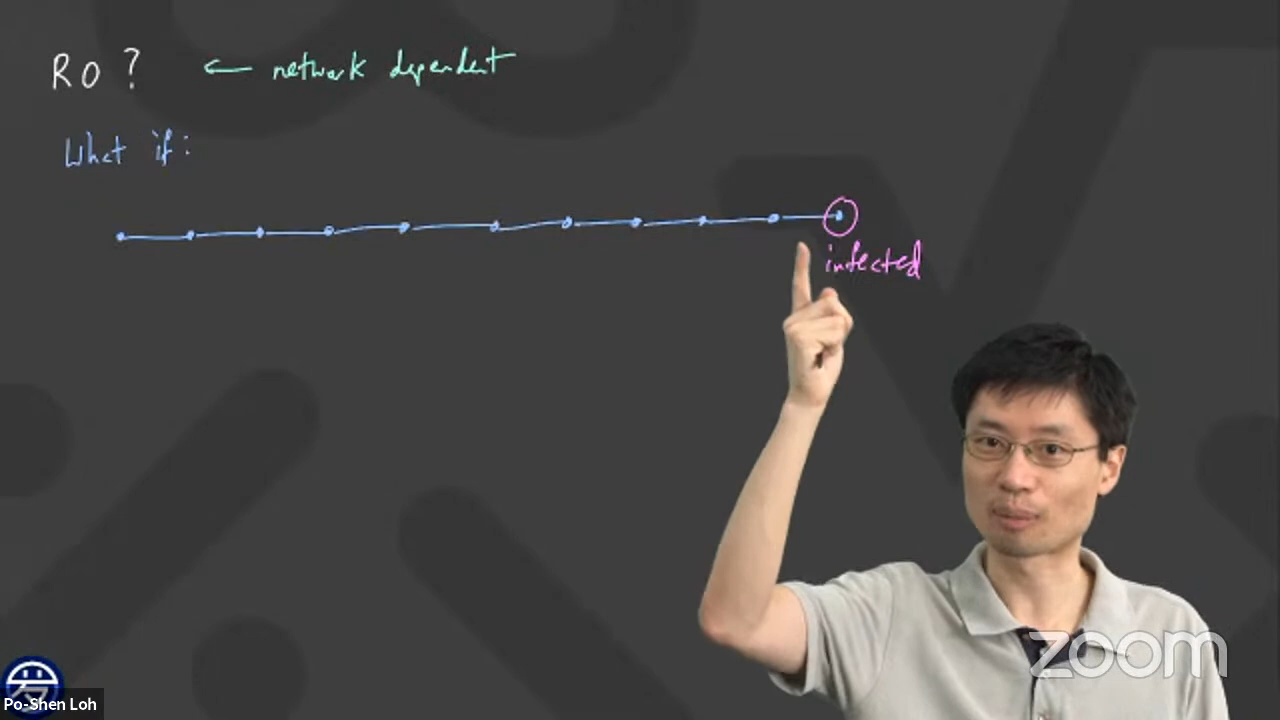 R0 ? ← network dependent
What if:
infected
zoom
Po-Shen Loh